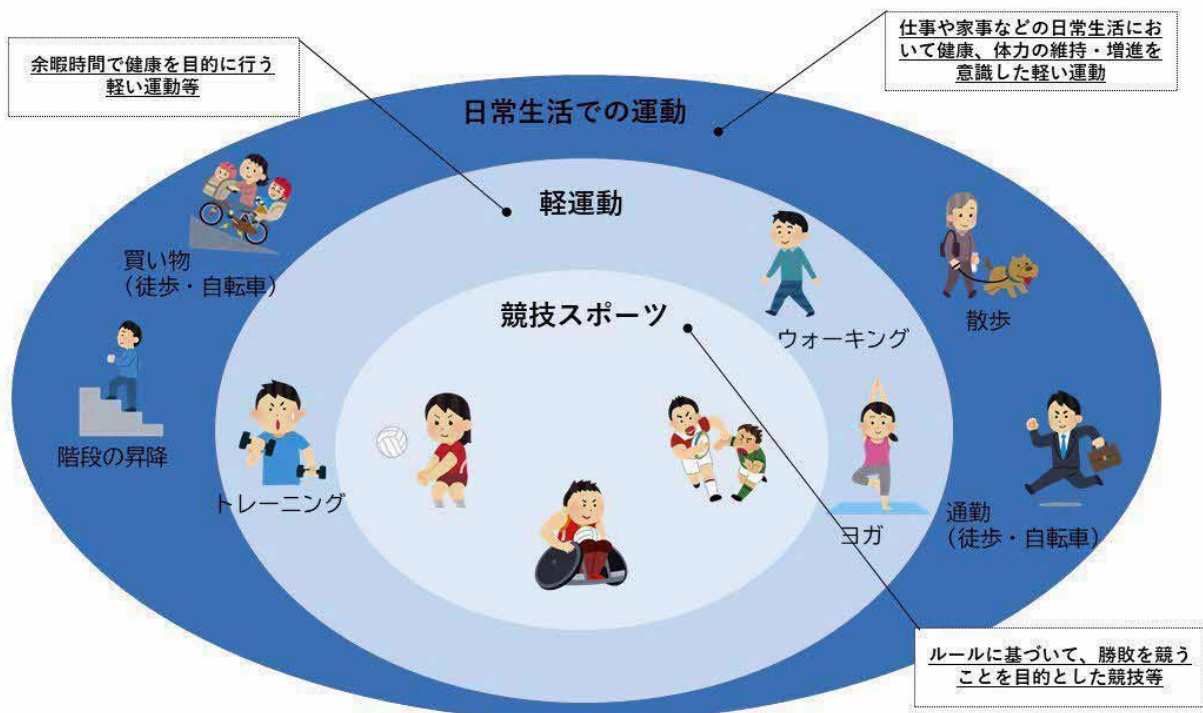 余暇時間で健康を目的に行う
軽い運動等
仕事や家事などの日常生活にお
いて健康、体力の維持・増進を
意識した軽い運動
日常生活での運動
軽運動
競技スポーツ
買い物
（徒歩・自転車）
階段の昇降
トレーニング
ウォーキング
散歩
ヨガ
通勤
（徒歩・自転車）
ルールに基づいて、勝敗を競う
ことを目的とした競技等